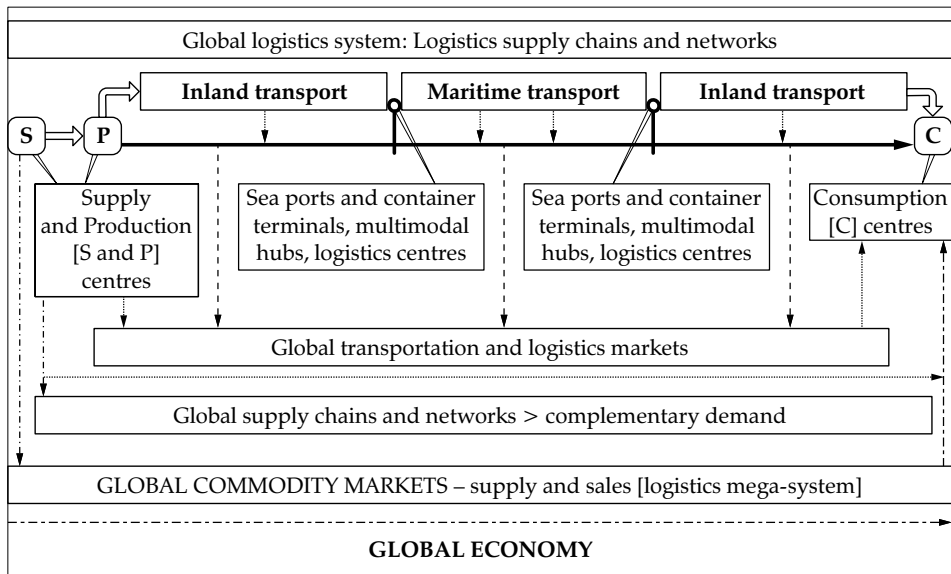 Global logistics system: Logistics supply chains and networks
Inland transport
Maritime transport
Inland transport
S
P
C
Supply
and Production
[S and P]
centres
Sea ports and container
terminals, multimodal
hubs, logistics centres
Sea ports and container
terminals, multimodal
hubs, logistics centres
Consumption
[C] centres
Global transportation and logistics markets
Global supply chains and networks > complementary demand
GLOBAL COMMODITY MARKETS – supply and sales [logistics mega-system]
GLOBAL ECONOMY